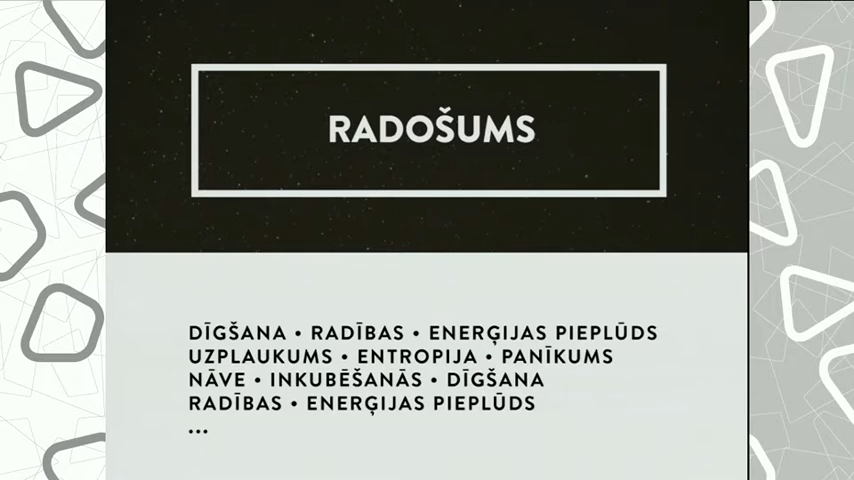 RADOŠUMS
DĪGŠANA • RADĪBAS • ENERĢIJAS PIEPLŪDS
UZPLAUKUMS • ENTROPIJA • PANĪKUMS
NĀVE • INKUBĒŠANĀS • DĪGŠANA
RADĪBAS • ENERĢIJAS PIEPLŪDS
...